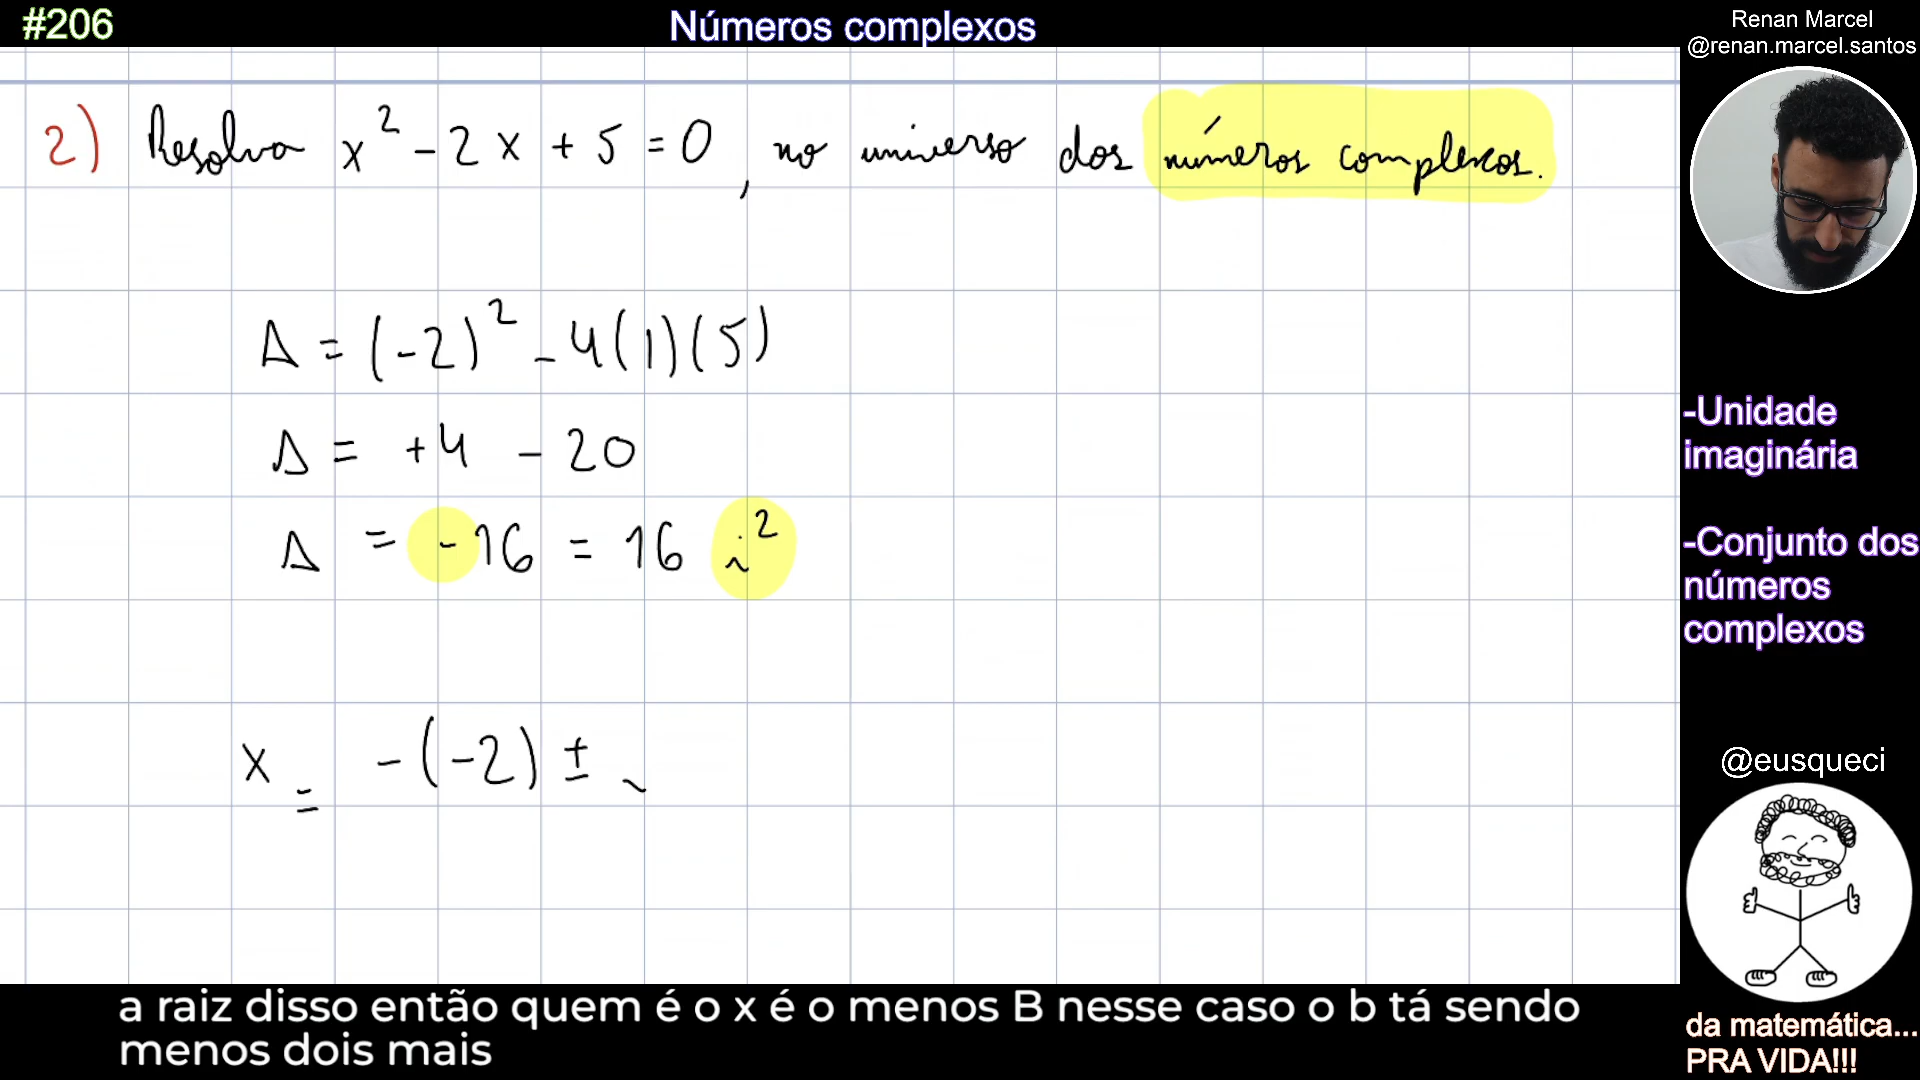 #206
Números complexos
Renan Marcel
@renan.marcel.santos
2) Resolva x² - 2x + 5 = 0, no universo dos números complexos.
Δ = (-2)² - 4(1)(5)
Δ = +4 - 20
Δ = -16 = 16 i²
x = -(-2) ±
-Unidade
imaginária
-Conjunto dos
números
complexos
@eusqueci
da matemática...
PRA VIDA!!!
a raiz disso então quem é o x é o menos B nesse caso o b tá sendo
menos dois mais